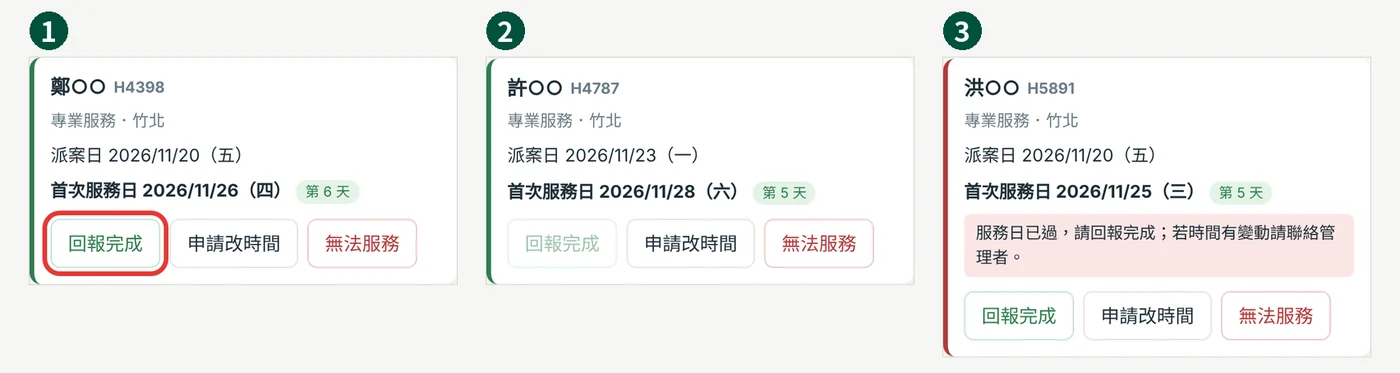 1
鄭〇〇 H4398
專業服務・竹北
派案日 2026/11/20（五）
首次服務日 2026/11/26（四） 第 6 天
回報完成 申請改時間 無法服務
2
許〇〇 H4787
專業服務・竹北
派案日 2026/11/23（一）
首次服務日 2026/11/28（六） 第 5 天
回報完成 申請改時間 無法服務
3
洪〇〇 H5891
專業服務・竹北
派案日 2026/11/20（五）
首次服務日 2026/11/25（三） 第 5 天
服務日已過，請回報完成；若時間有變動請聯絡管
理者。
回報完成 申請改時間 無法服務